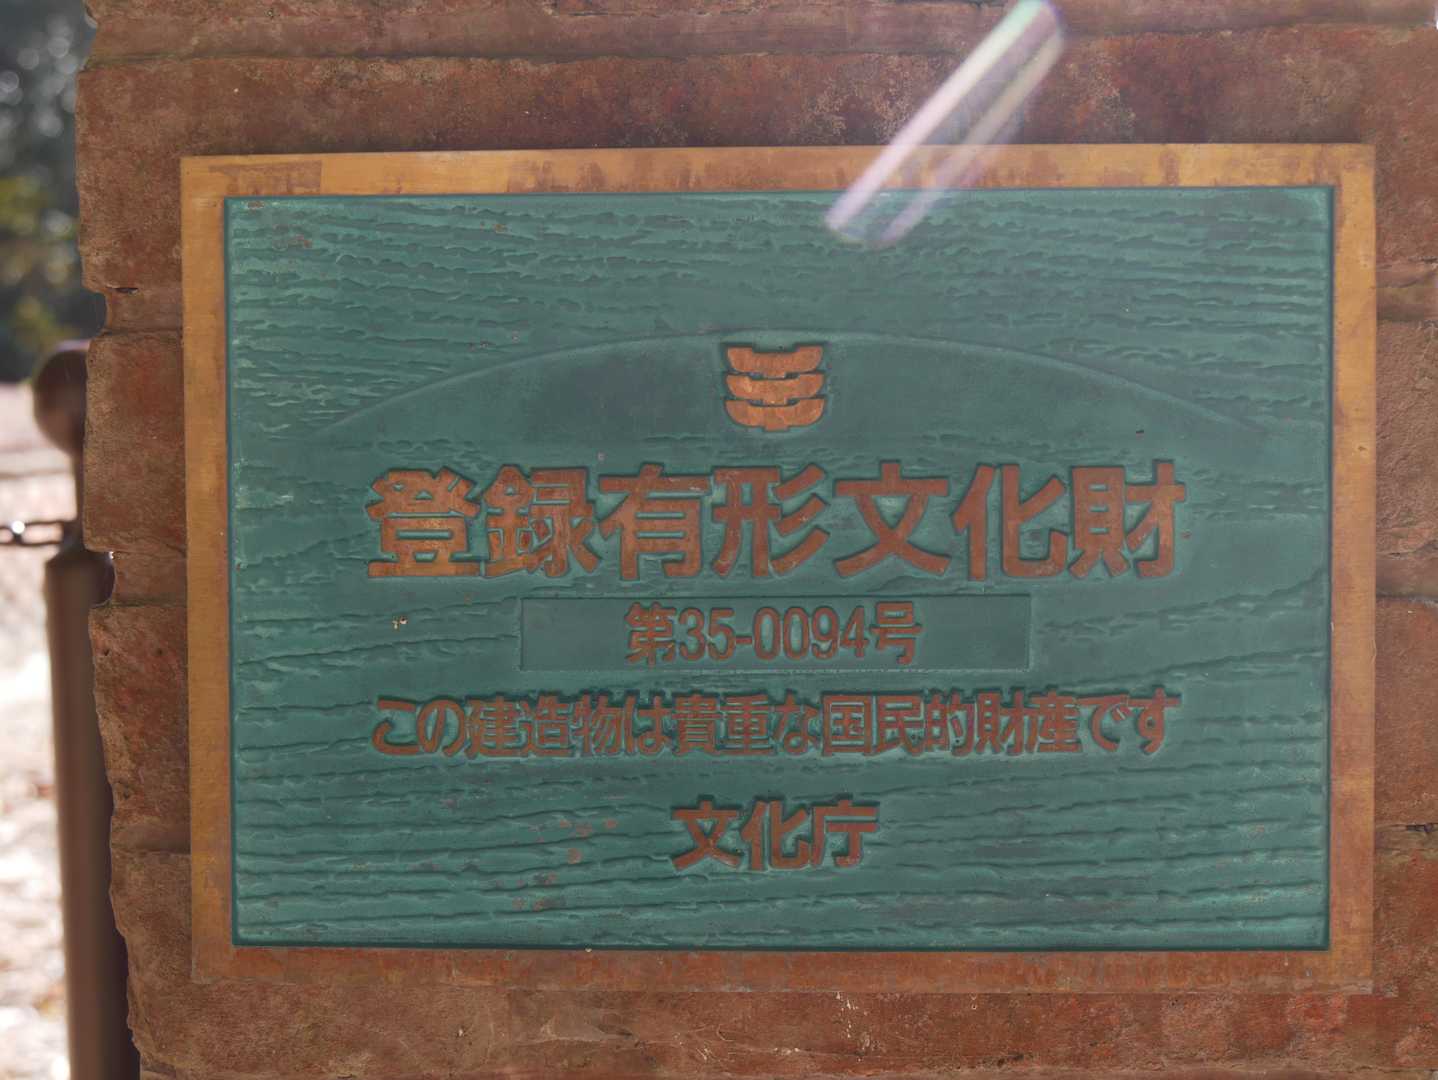 登録有形文化財
第35-0094号
この建造物は貴重な国民的財産です
文化庁